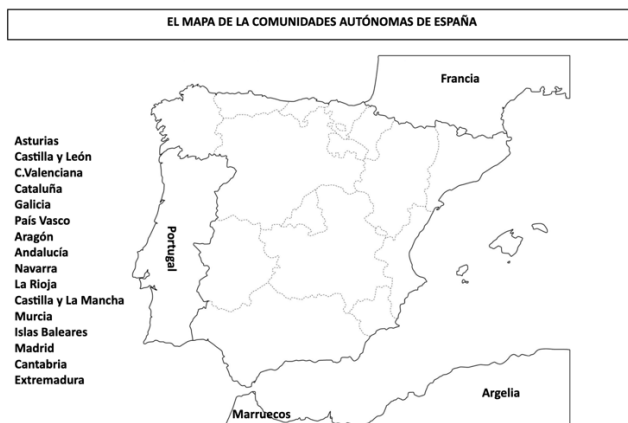 EL MAPA DE LA COMUNIDADES AUTÓNOMAS DE ESPAÑA
Francia
Asturias
Castilla y León
C.Valenciana
Cataluña
Galicia
País Vasco
Aragón
Andalucía
Navarra
La Rioja
Castilla y La Mancha
Murcia
Islas Baleares
Madrid
Cantabria
Extremadura
Portugal
Argelia
Marruecos